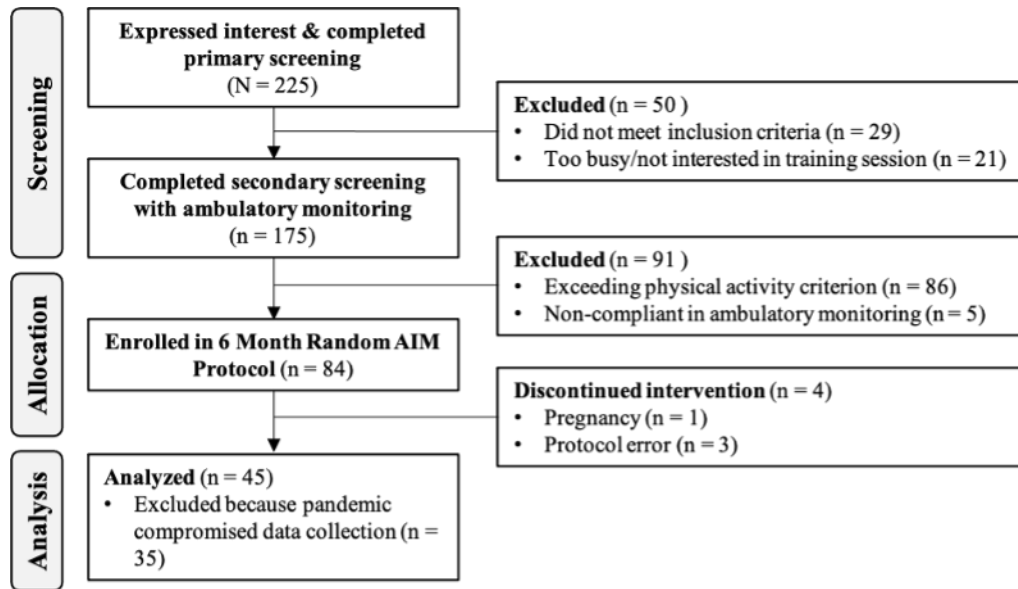 Screening
Expressed interest & completed
primary screening
(N = 225)
Excluded (n = 50 )
• Did not meet inclusion criteria (n = 29)
• Too busy/not interested in training session (n = 21)
Completed secondary screening
with ambulatory monitoring
(n = 175)
Excluded (n = 91 )
• Exceeding physical activity criterion (n = 86)
• Non-compliant in ambulatory monitoring (n = 5)
Allocation
Enrolled in 6 Month Random AIM
Protocol (n = 84)
Discontinued intervention (n = 4)
• Pregnancy (n = 1)
• Protocol error (n = 3)
Analysis
Analyzed (n = 45)
• Excluded because pandemic
compromised data collection (n =
35)